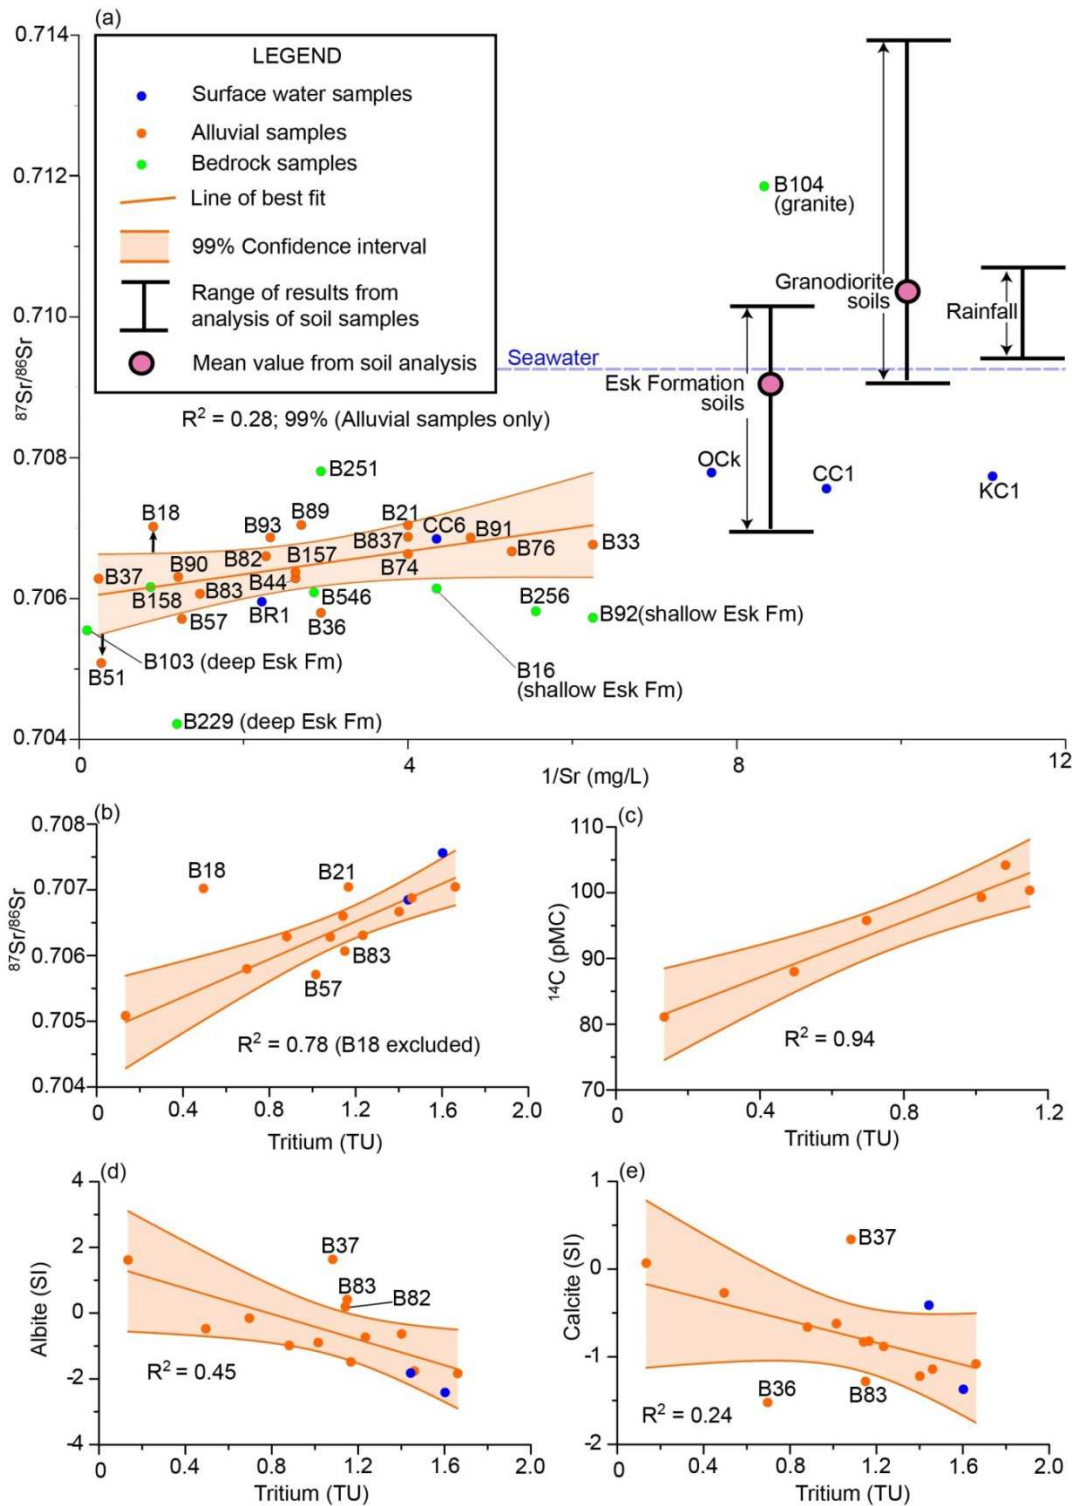 (a)
0.714
0.712
0.710
0.708
0.706
0.704
⁸⁷Sr/⁸⁶Sr
LEGEND
Surface water samples
Alluvial samples
Bedrock samples
Line of best fit
99% Confidence interval
Range of results from
analysis of soil samples
Mean value from soil analysis
R² = 0.28; 99% (Alluvial samples only)
B104
(granite)
Granodiorite
soils
Rainfall
Seawater
Esk Formation
soils
OCk
CC1
KC1
B251
B18
B93
B89
B21
CC6
B91
B82
B157
B837
B76
B33
B37
B90
B74
B158
B83
B44
B546
B256
B57
BR1
B36
B92(shallow Esk Fm)
B51
B103 (deep Esk Fm)
B16
(shallow Esk Fm)
B229 (deep Esk Fm)
0
4
8
12
1/Sr (mg/L)
(b)
0.708
0.707
0.706
0.705
0.704
⁸⁷Sr/⁸⁶Sr
B18
B21
B83
B57
R² = 0.78 (B18 excluded)
0
0.4
0.8
1.2
1.6
2.0
Tritium (TU)
(c)
110
100
90
80
70
¹⁴C (pMC)
R² = 0.94
0
0.4
0.8
1.2
Tritium (TU)
(d)
4
2
0
-2
-4
Albite (SI)
B37
B83
B82
R² = 0.45
0
0.4
0.8
1.2
1.6
2.0
Tritium (TU)
(e)
1
0
-1
-2
Calcite (SI)
B37
B36
B83
R² = 0.24
0
0.4
0.8
1.2
1.6
2.0
Tritium (TU)